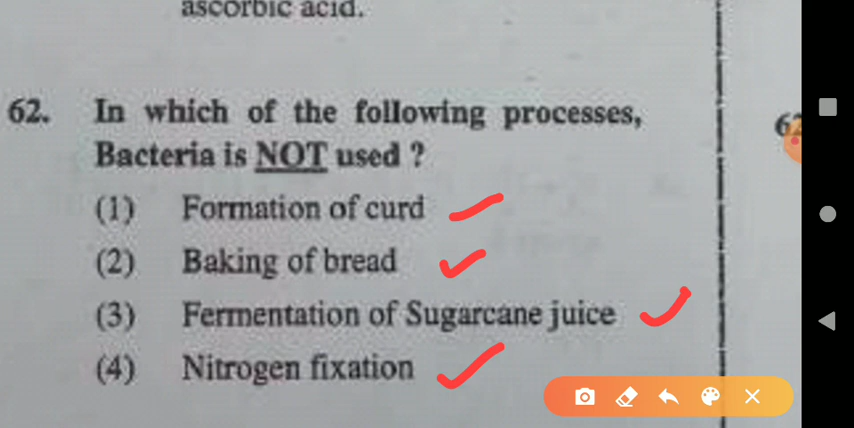 ascorbic acid.
62. In which of the following processes,
Bacteria is NOT used ?
(1) Formation of curd
(2) Baking of bread
(3) Fermentation of Sugarcane juice
(4) Nitrogen fixation